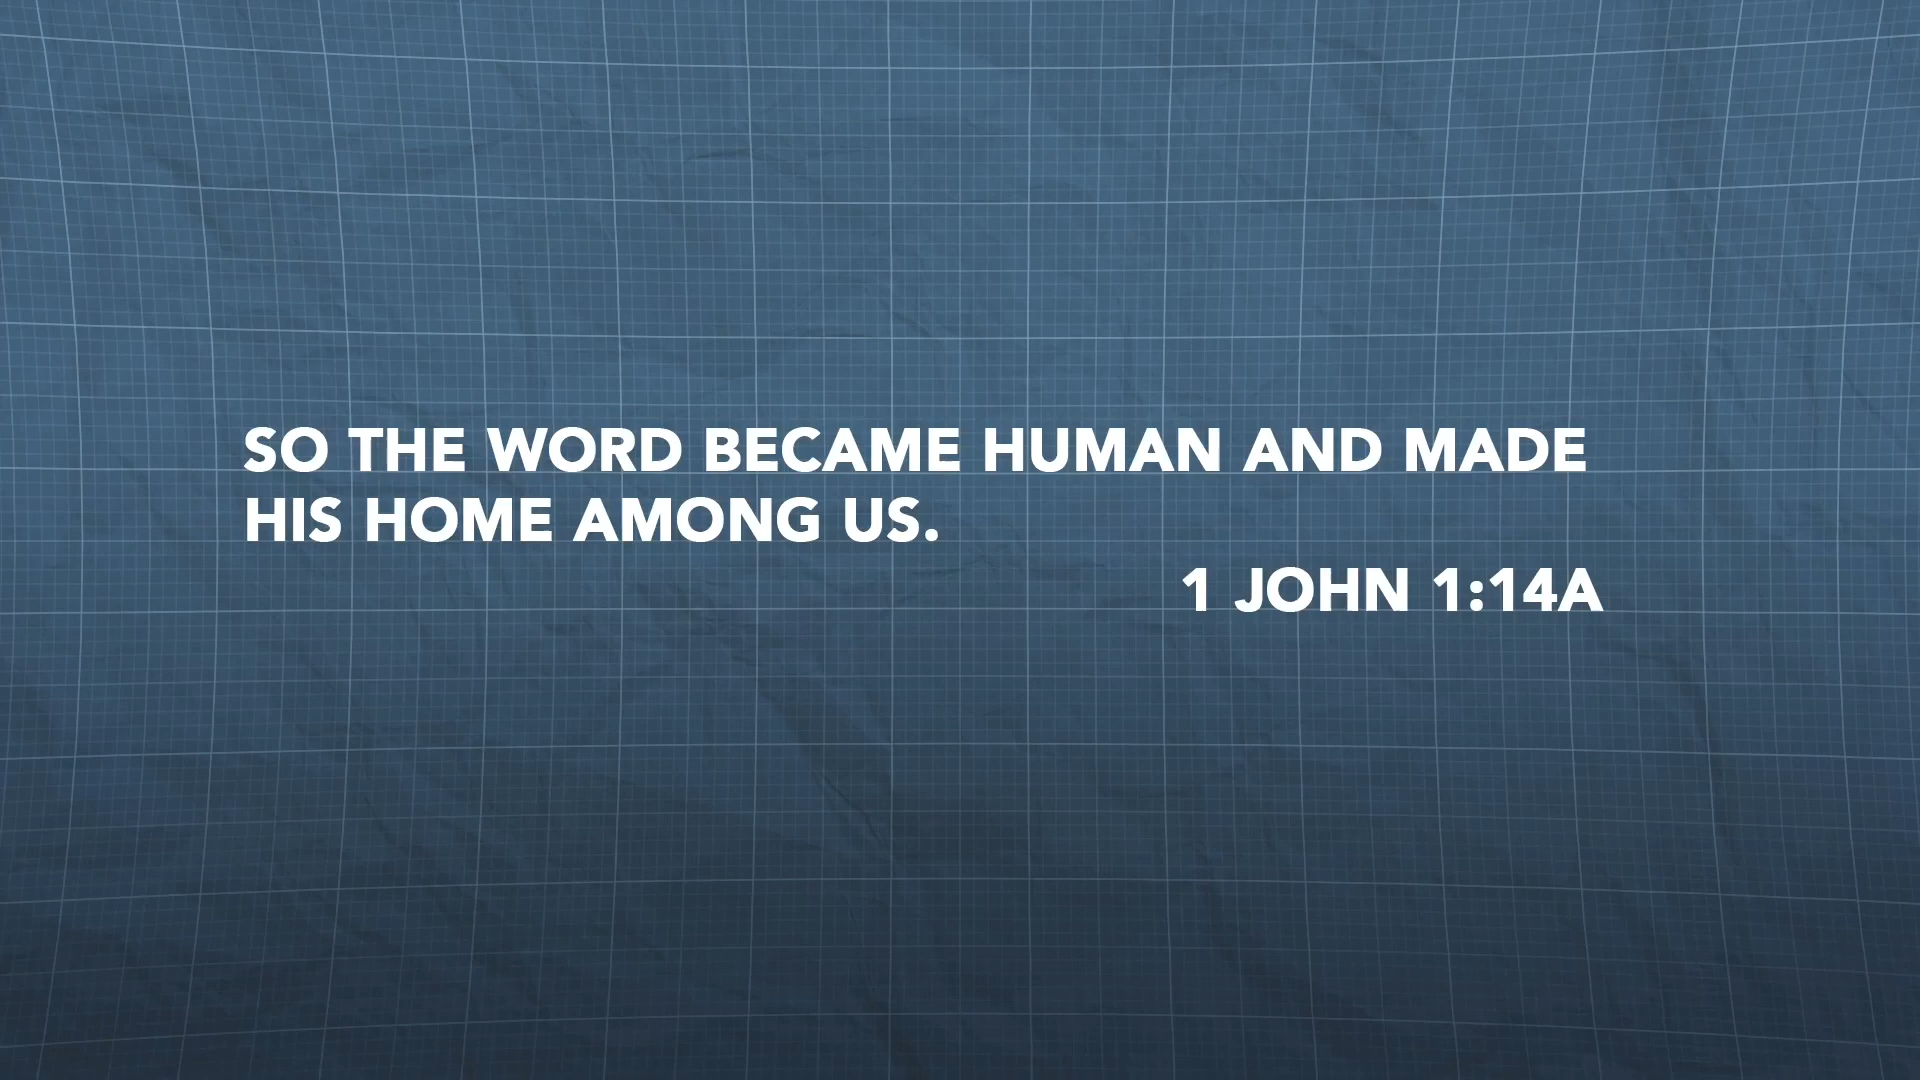 SO THE WORD BECAME HUMAN AND MADE
HIS HOME AMONG US.
1 JOHN 1:14A